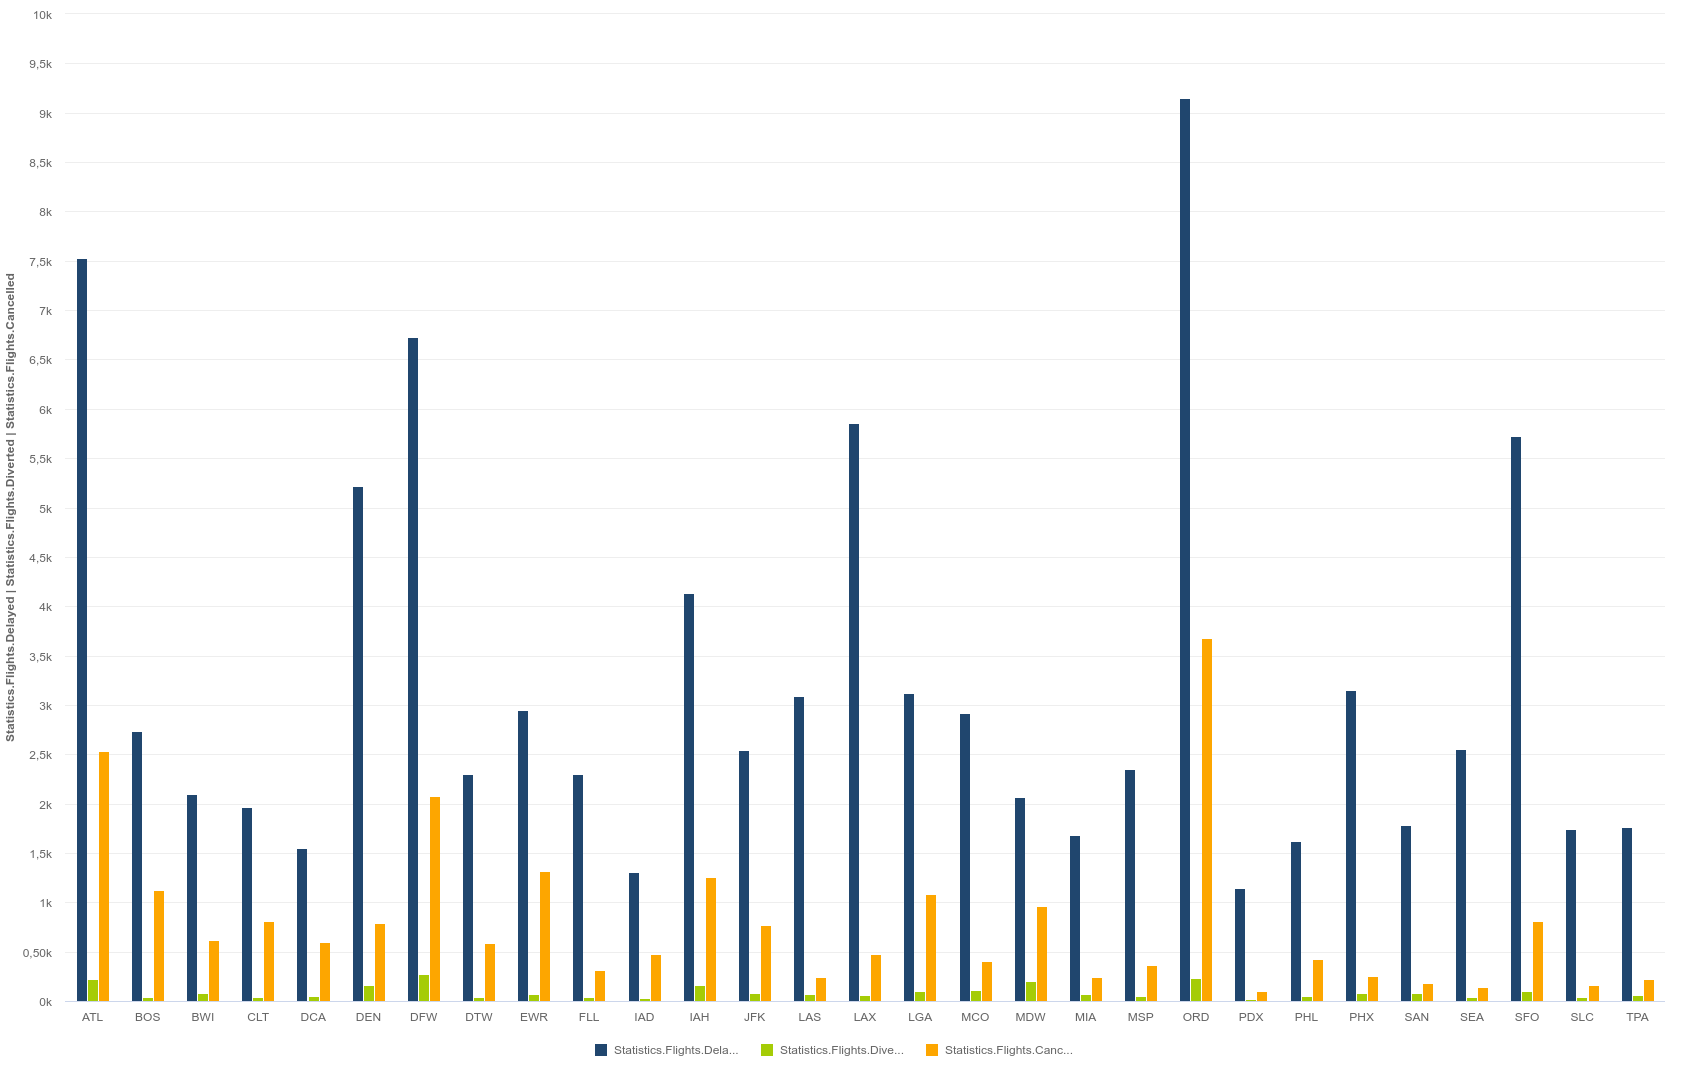 10k
9,5k
9k
8,5k
8k
7,5k
7k
6,5k
6k
5,5k
5k
4,5k
4k
3,5k
3k
2,5k
2k
1,5k
1k
0,50k
0k
Statistics.Flights.Delayed | Statistics.Flights.Diverted | Statistics.Flights.Cancelled
ATL BOS BWI CLT DCA DEN DFW DTW EWR FLL IAD IAH JFK LAS LAX LGA MCO MDW MIA MSP ORD PDX PHL PHX SAN SEA SFO SLC TPA
Statistics.Flights.Dela... Statistics.Flights.Dive... Statistics.Flights.Canc...